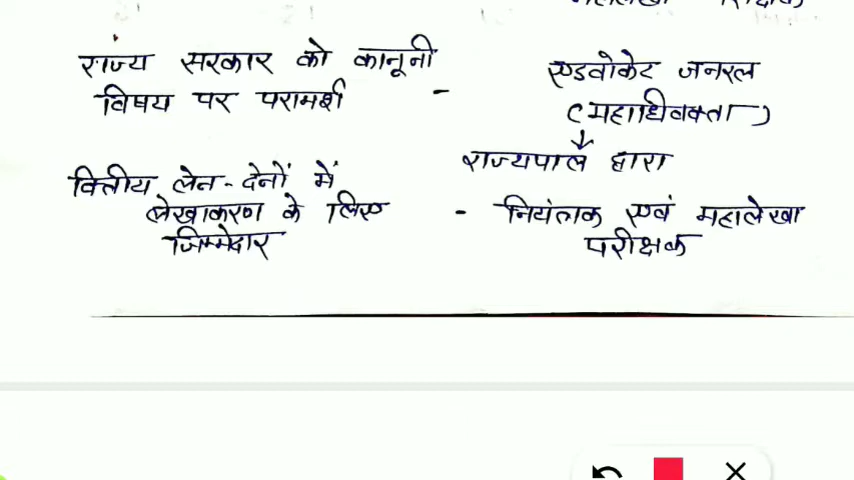 राज्य सरकार को कानूनी
विषय पर परामर्श -
एडवोकेट जनरल
(महाधिवक्ता)
राज्यपाल द्वारा
वित्तीय लेन-देनों में
लेखाकरण के लिए
जिम्मेदार
- नियंत्रक एवं महालेखा
परीक्षक